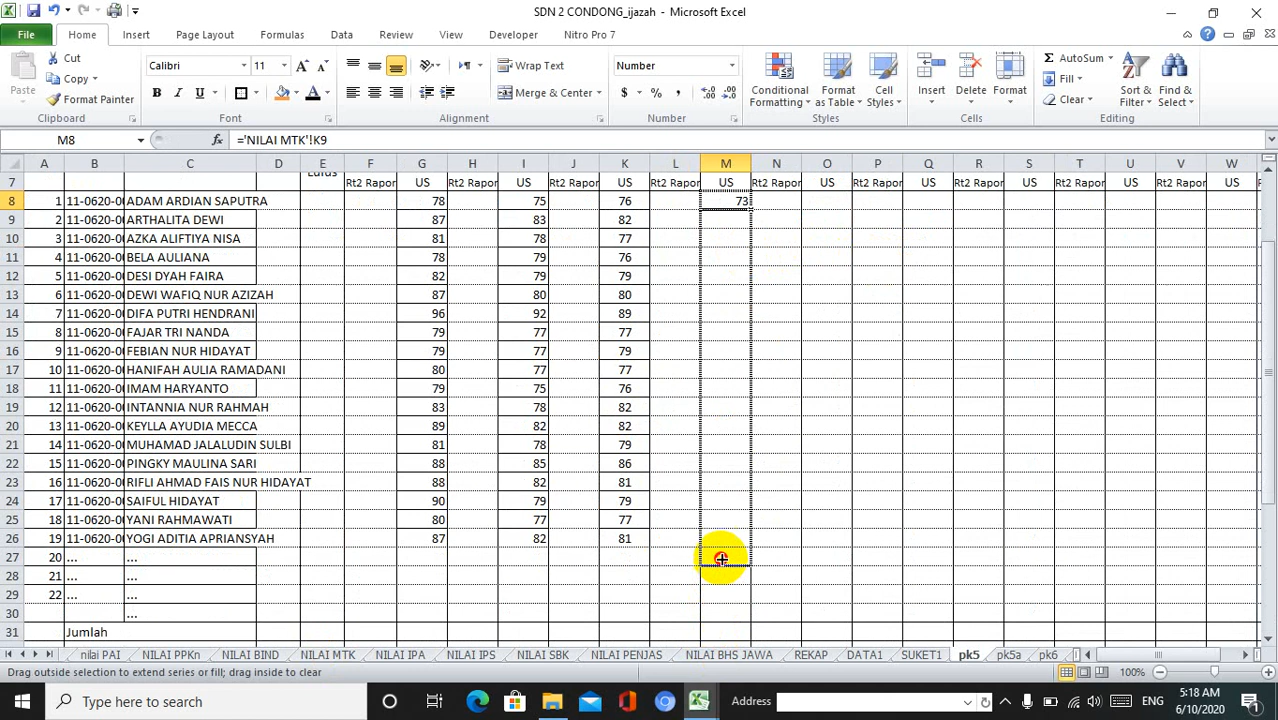 SDN 2 CONDONG_ijazah - Microsoft Excel
File Home Insert Page Layout Formulas Data Review View Developer Nitro Pro 7
Paste Cut Copy Format Painter Clipboard
Calibri 11 Font
Wrap Text Merge & Center Alignment
Number Number
Conditional Formatting Format as Table Cell Styles Styles
Insert Delete Format Cells
AutoSum Fill Clear Sort & Filter Find & Select Editing
M8 fx ='NILAI MTK'!K9
A B C D E F G H I J K L M N O P Q R S T U V W
7 Lulus Rt2 Rapor US Rt2 Rapor US Rt2 Rapor US Rt2 Rapor US Rt2 Rapor US Rt2 Rapor US Rt2 Rapor US Rt2 Rapor US Rt2 Rapor US
8 1 11-0620-0 ADAM ARDIAN SAPUTRA 78 75 76 73
9 2 11-0620-0 ARTHALITA DEWI 87 83 82
10 3 11-0620-0 AZKA ALIFTIYA NISA 81 78 77
11 4 11-0620-0 BELA AULIANA 78 79 76
12 5 11-0620-0 DESI DYAH FAIRA 82 79 79
13 6 11-0620-0 DEWI WAFIQ NUR AZIZAH 87 80 80
14 7 11-0620-0 DIFA PUTRI HENDRANI 96 92 89
15 8 11-0620-0 FAJAR TRI NANDA 79 77 77
16 9 11-0620-0 FEBIAN NUR HIDAYAT 79 77 79
17 10 11-0620-0 HANIFAH AULIA RAMADANI 80 77 77
18 11 11-0620-0 IMAM HARYANTO 79 75 76
19 12 11-0620-0 INTANNIA NUR RAHMAH 83 78 82
20 13 11-0620-0 KEYLLA AYUDIA MECCA 89 82 82
21 14 11-0620-0 MUHAMAD JALALUDIN SULBI 81 78 79
22 15 11-0620-0 PINGKY MAULINA SARI 88 85 86
23 16 11-0620-0 RIFLI AHMAD FAIS NUR HIDAYAT 88 82 81
24 17 11-0620-0 SAIFUL HIDAYAT 90 79 79
25 18 11-0620-0 YANI RAHMAWATI 80 77 77
26 19 11-0620-0 YOGI ADITIA APRIANSYAH 87 82 81
27 20 ... ...
28 21 ... ...
29 22 ... ...
30 ...
31 Jumlah
nilai PAI NILAI PPKn NILAI BIND NILAI MTK NILAI IPA NILAI IPS NILAI SBK NILAI PENJAS NILAI BHS JAWA REKAP DATA1 SUKET1 pk5 pk5a pk6
Drag outside selection to extend series or fill; drag inside to clear 100%
Type here to search Address ENG 5:18 AM
6/10/2020